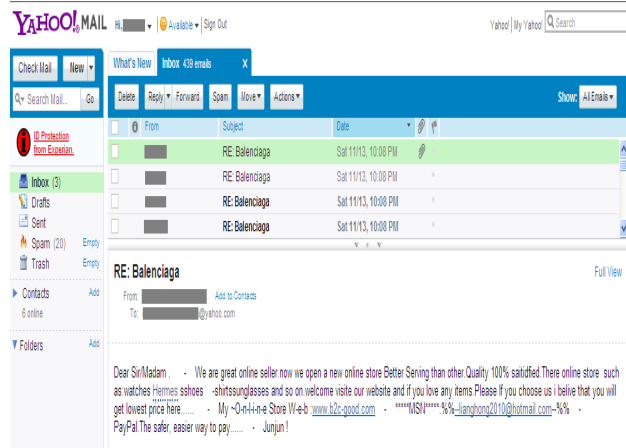 YAHOO! MAIL Hi, Available Sign Out Yahoo! My Yahoo! Search
Check Mail New What's New Inbox 439 emails X
Search Mail... Go Delete Reply Forward Spam Move Actions Show: All Emails
ID Protection
from Experian.
From Subject Date
RE: Balenciaga Sat 11/13, 10:08 PM
RE: Balenciaga Sat 11/13, 10:08 PM
RE: Balenciaga Sat 11/13, 10:08 PM
RE: Balenciaga Sat 11/13, 10:08 PM
Inbox (3)
Drafts
Sent
Spam (20) Empty
Trash Empty
Contacts Add
6 online
Folders Add
RE: Balenciaga Full View
From: Add to Contacts
To: @yahoo.com
Dear Sir/Madam , - We are great online seller.now we open a new online store Better Serving than other.Quality 100% saitidfied.There online store such
as.watches Hermes sshoes -shirtssunglasses and so on.welcome visite our website and if you love any items.Please If you choose us i belive that you will
get lowest price here...... - My ~O-n-l-i-n-e Store W-e-b :www.b2c-good.com - *****MSN*****-%%--lianghong2010@hotmail.com--%% -
PayPal.The safer, easier way to pay...... - Junjun !